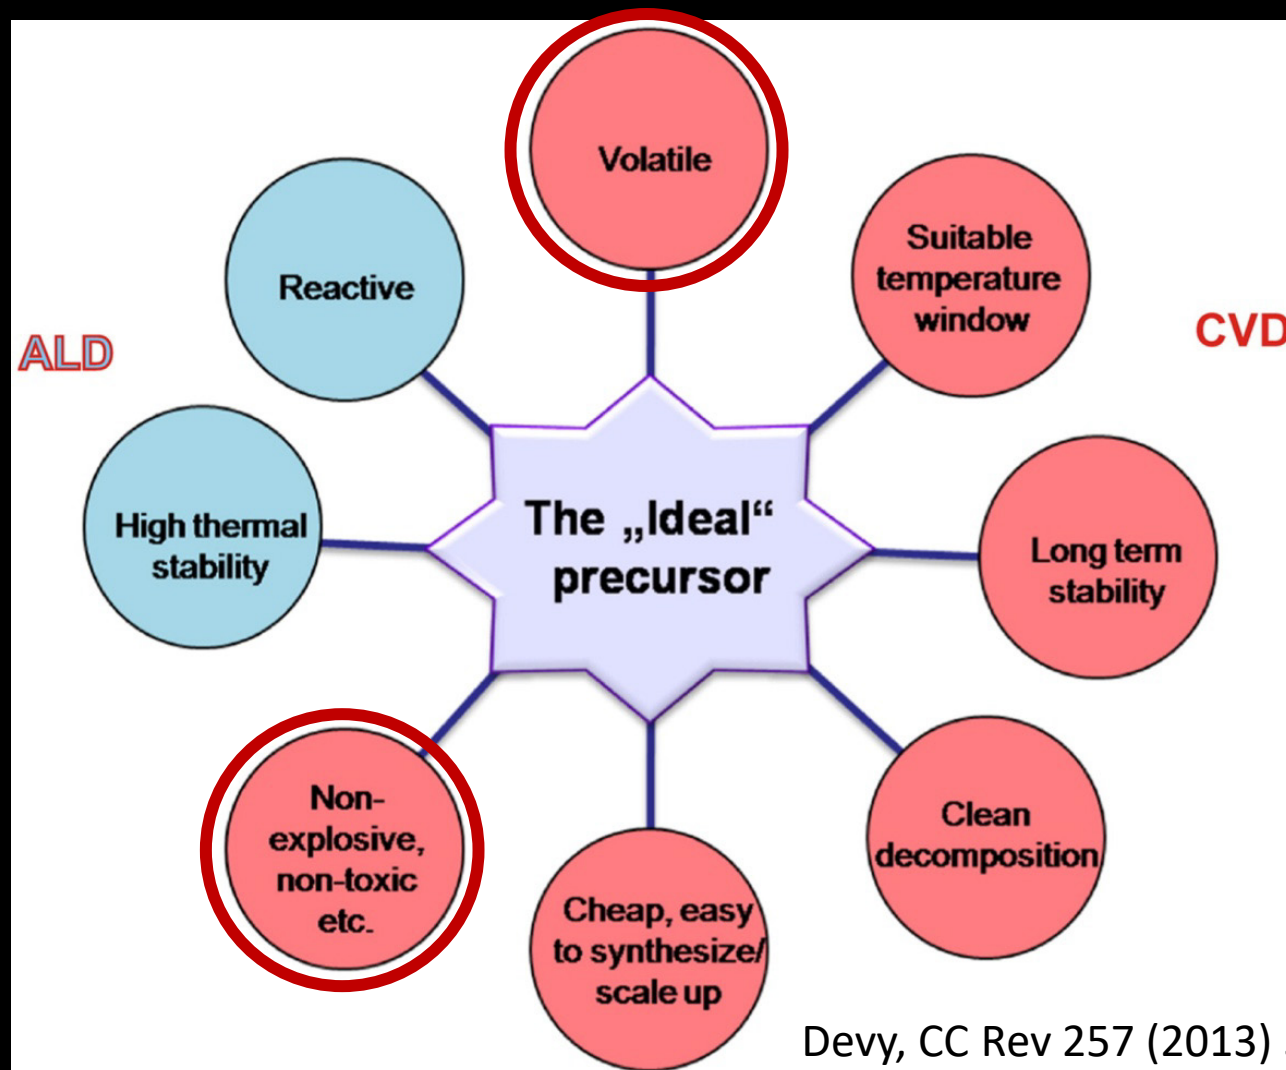 Volatile
Suitable
temperature
window
Reactive
ALD
CVD
High thermal
stability
The „Ideal“
precursor
Long term
stability
Non-
explosive,
non-toxic
etc.
Clean
decomposition
Cheap, easy
to synthesize/
scale up
Devy, CC Rev 257 (2013)